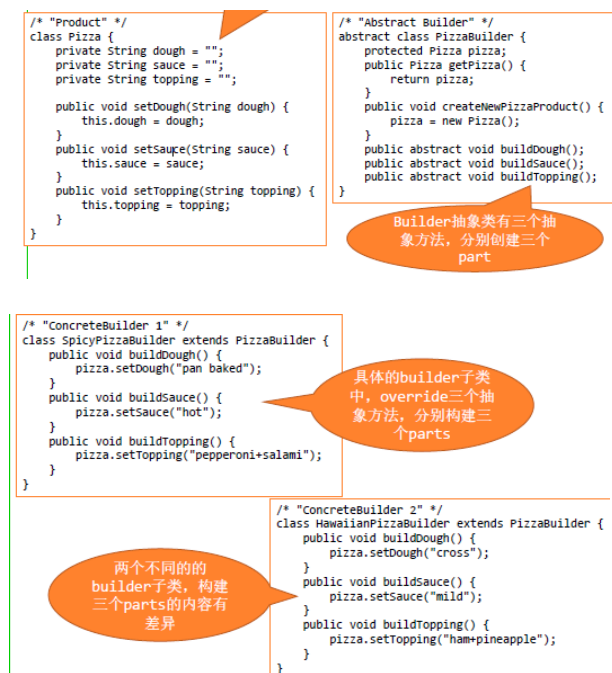 /* "Product" */
class Pizza {
    private String dough = "";
    private String sauce = "";
    private String topping = "";

    public void setDough(String dough) {
        this.dough = dough;
    }
    public void setSauce(String sauce) {
        this.sauce = sauce;
    }
    public void setTopping(String topping) {
        this.topping = topping;
    }
}
/* "Abstract Builder" */
abstract class PizzaBuilder {
    protected Pizza pizza;
    public Pizza getPizza() {
        return pizza;
    }
    public void createNewPizzaProduct() {
        pizza = new Pizza();
    }
    public abstract void buildDough();
    public abstract void buildSauce();
    public abstract void buildTopping();
}
Builder抽象类有三个抽
象方法，分别创建三个
part
/* "ConcreteBuilder 1" */
class SpicyPizzaBuilder extends PizzaBuilder {
    public void buildDough() {
        pizza.setDough("pan baked");
    }
    public void buildSauce() {
        pizza.setSauce("hot");
    }
    public void buildTopping() {
        pizza.setTopping("pepperoni+salami");
    }
}
具体的builder子类
中，override三个抽
象方法，分别构建三
个parts
/* "ConcreteBuilder 2" */
class HawaiianPizzaBuilder extends PizzaBuilder {
    public void buildDough() {
        pizza.setDough("cross");
    }
    public void buildSauce() {
        pizza.setSauce("mild");
    }
    public void buildTopping() {
        pizza.setTopping("ham+pineapple");
    }
}
两个不同的的
builder子类，构建
三个parts的内容有
差异